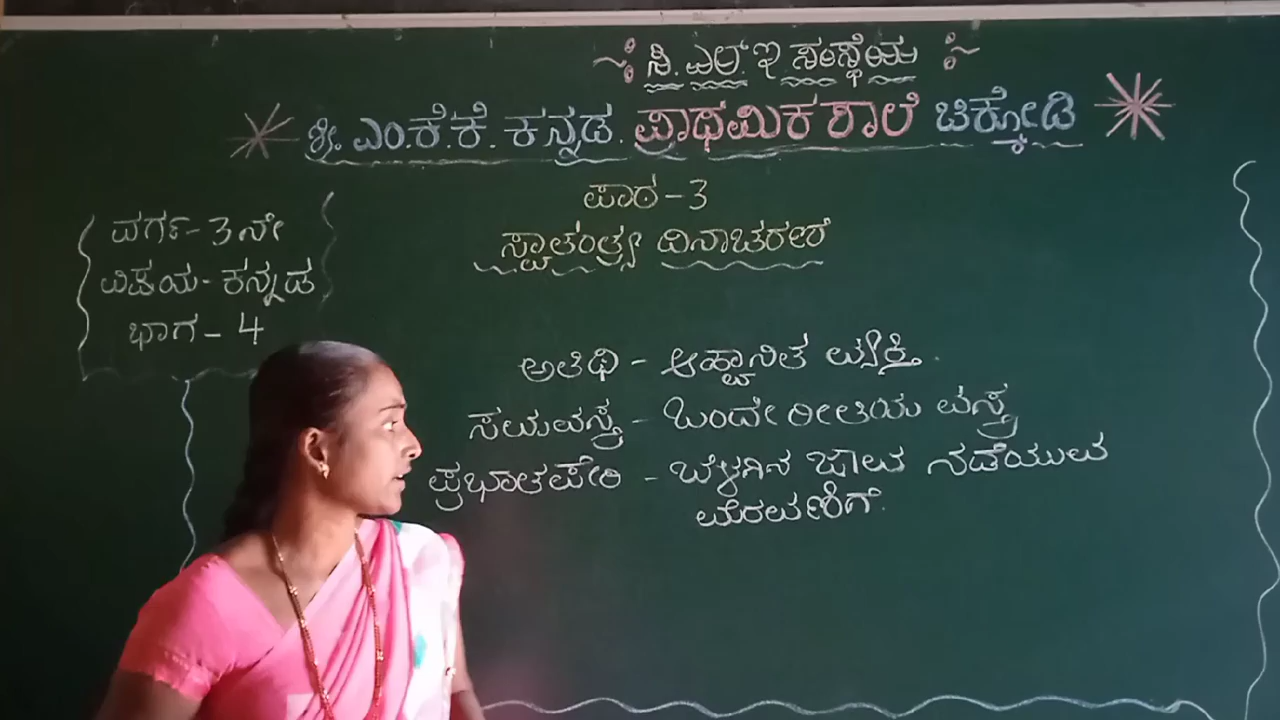 ಸಿ. ಎಲ್. ಇ ಸಂಸ್ಥೆಯ
ಶ್ರೀ. ಎಂ.ಕೆ.ಕೆ. ಕನ್ನಡ. ಪ್ರಾಥಮಿಕ ಶಾಲೆ ಚಿಕ್ಕೋಡಿ
ಪಾಠ - 3
ಸ್ವಾತಂತ್ರ್ಯ ದಿನಾಚರಣೆ
ವರ್ಗ - 3 ನೇ
ವಿಷಯ - ಕನ್ನಡ
ಭಾಗ - 4
ಅತಿಥಿ - ಆಹ್ವಾನಿತ ವ್ಯಕ್ತಿ.
ಸಮವಸ್ತ್ರ - ಒಂದೇ ರೀತಿಯ ವಸ್ತ್ರ
ಪ್ರಭಾತಪೇರಿ - ಬೆಳಗಿನ ಜಾವ ನಡೆಯುವ
ಮೆರವಣಿಗೆ.